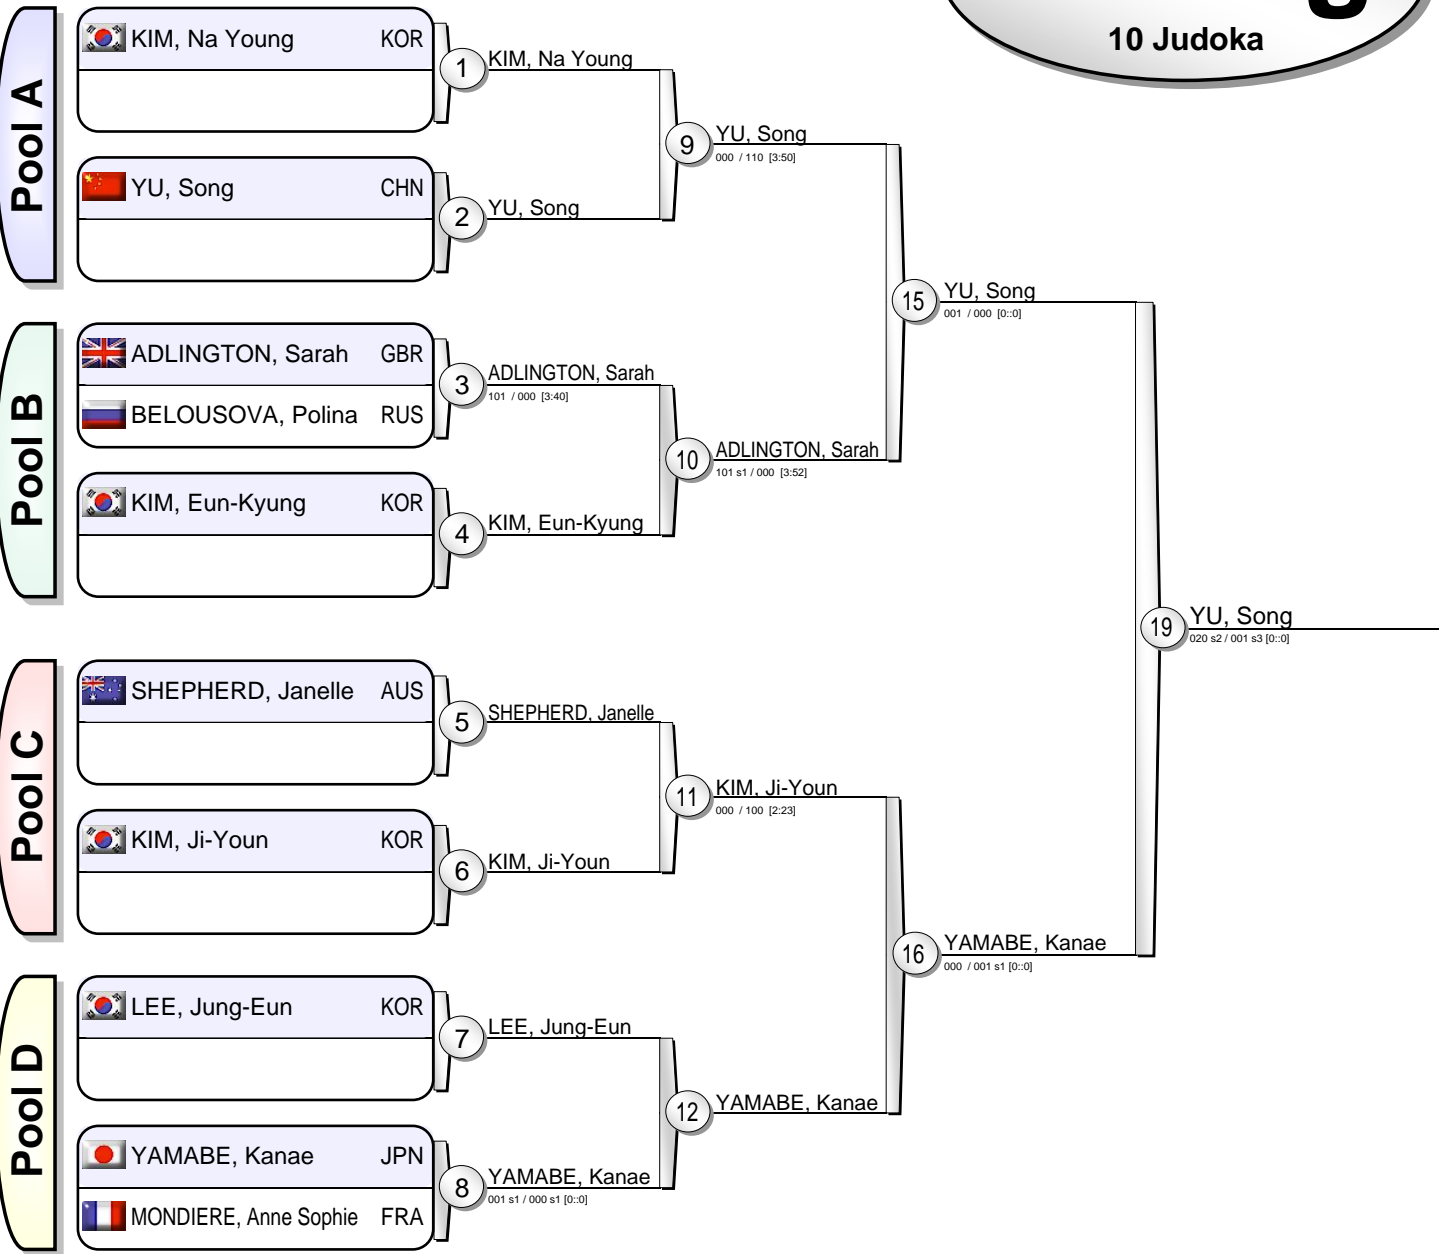 10 Judoka
Pool A
KIM, Na Young KOR
1
KIM, Na Young
YU, Song CHN
2
YU, Song
9
YU, Song
000 / 110 [3:50]
Pool B
ADLINGTON, Sarah GBR
BELOUSOVA, Polina RUS
3
ADLINGTON, Sarah
101 / 000 [3:40]
KIM, Eun-Kyung KOR
4
KIM, Eun-Kyung
10
ADLINGTON, Sarah
101 s1 / 000 [3:52]
15
YU, Song
001 / 000 [0::0]
Pool C
SHEPHERD, Janelle AUS
5
SHEPHERD, Janelle
KIM, Ji-Youn KOR
6
KIM, Ji-Youn
11
KIM, Ji-Youn
000 / 100 [2:23]
Pool D
LEE, Jung-Eun KOR
7
LEE, Jung-Eun
YAMABE, Kanae JPN
MONDIERE, Anne Sophie FRA
8
YAMABE, Kanae
001 s1 / 000 s1 [0::0]
12
YAMABE, Kanae
16
YAMABE, Kanae
000 / 001 s1 [0::0]
19
YU, Song
020 s2 / 001 s3 [0::0]